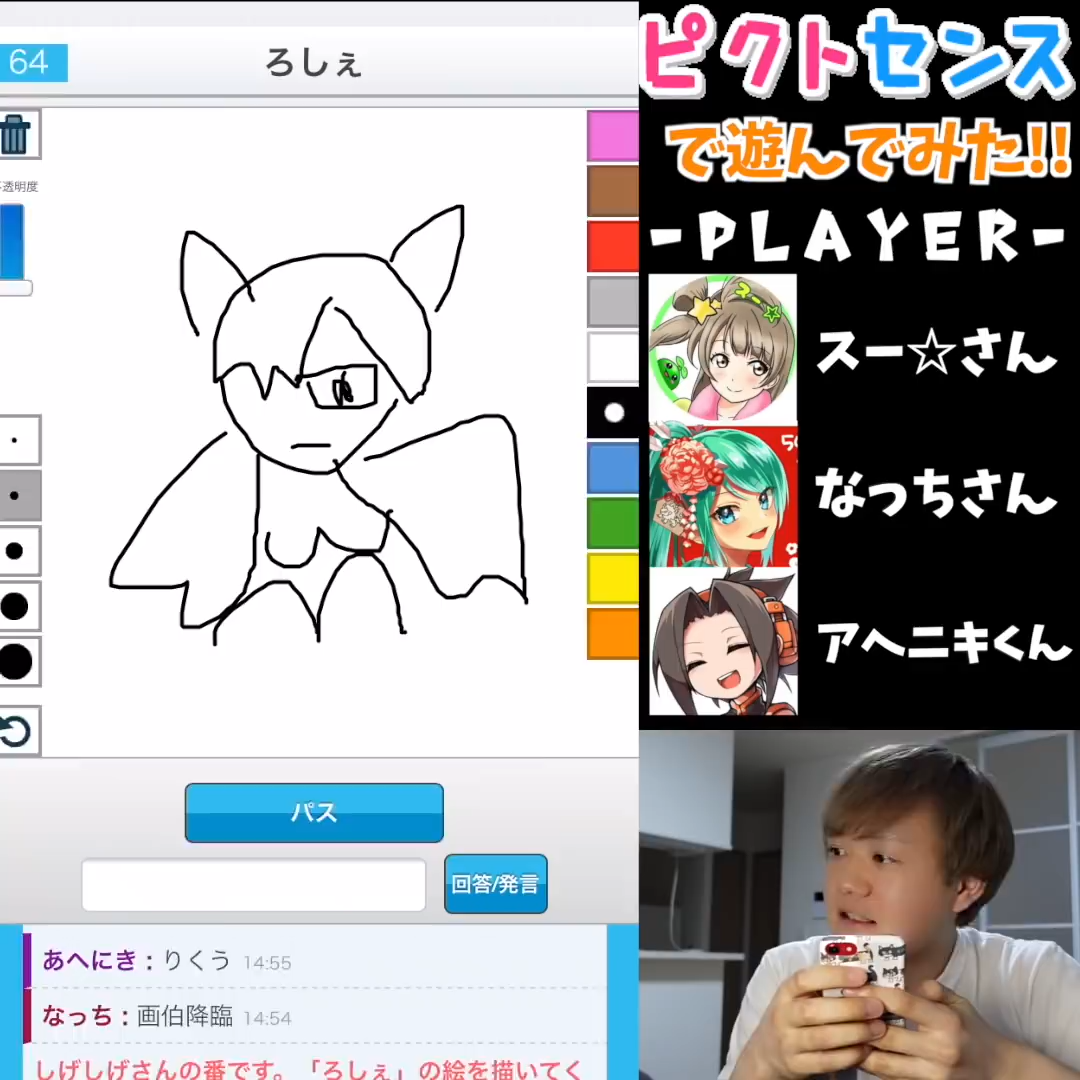 64
ろしぇ
不透明度
パス
回答/発言
あへにき：りくう 14:55
なっち：画伯降臨 14:54
しげしげさんの番です。「ろしぇ」の絵を描いてく
ピクトセンス
で遊んでみた!!
-PLAYER-
スー☆さん
なっちさん
アヘニキくん